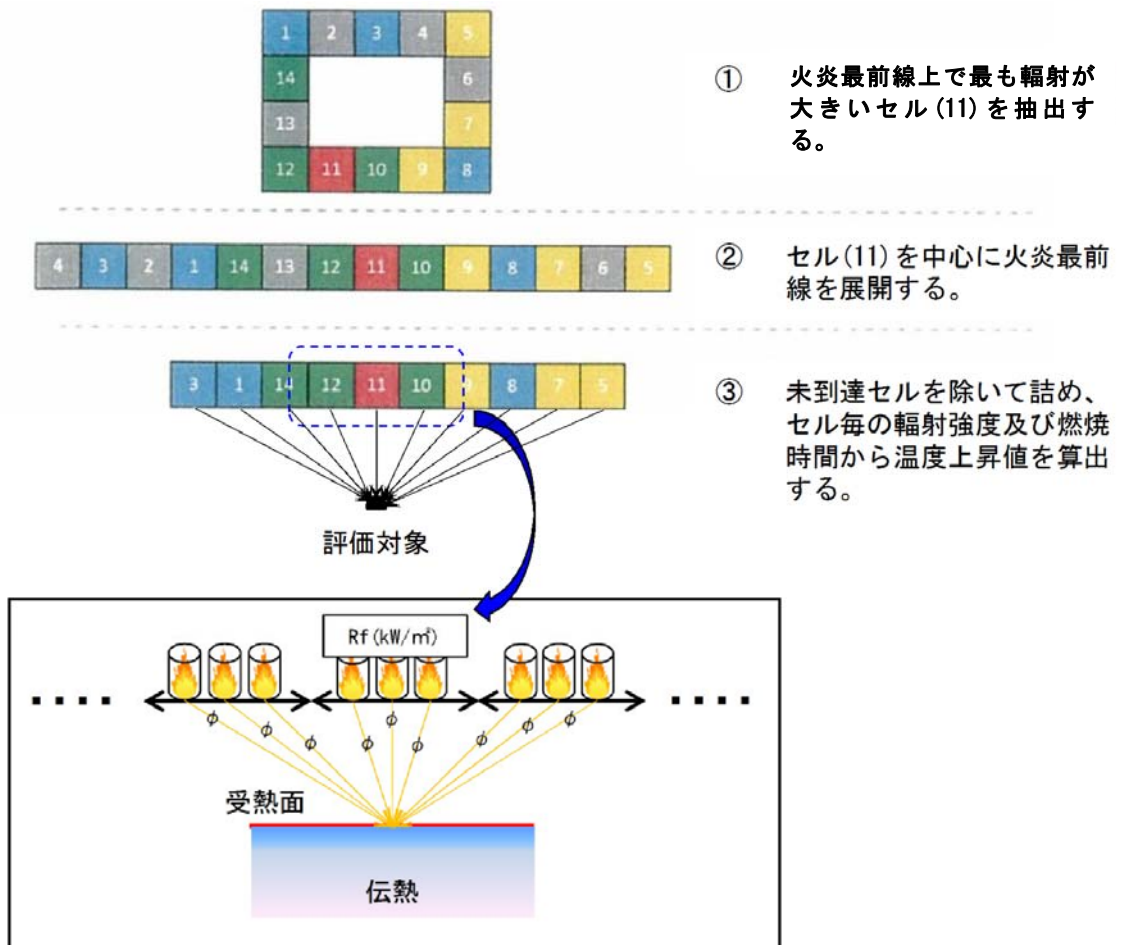 1 2 3 4 5
14 6
13 7
12 11 10 9 8
① 火炎最前線上で最も輻射が
大きいセル(11)を抽出す
る。
4 3 2 1 14 13 12 11 10 9 8 7 6 5
② セル(11)を中心に火炎最前
線を展開する。
3 1 14 12 11 10 9 8 7 5
③ 未到達セルを除いて詰め、
セル毎の輻射強度及び燃焼
時間から温度上昇値を算出
する。
評価対象
Rf(kW/㎡)
φ φ φ φ φ φ φ φ φ
受熱面
伝熱